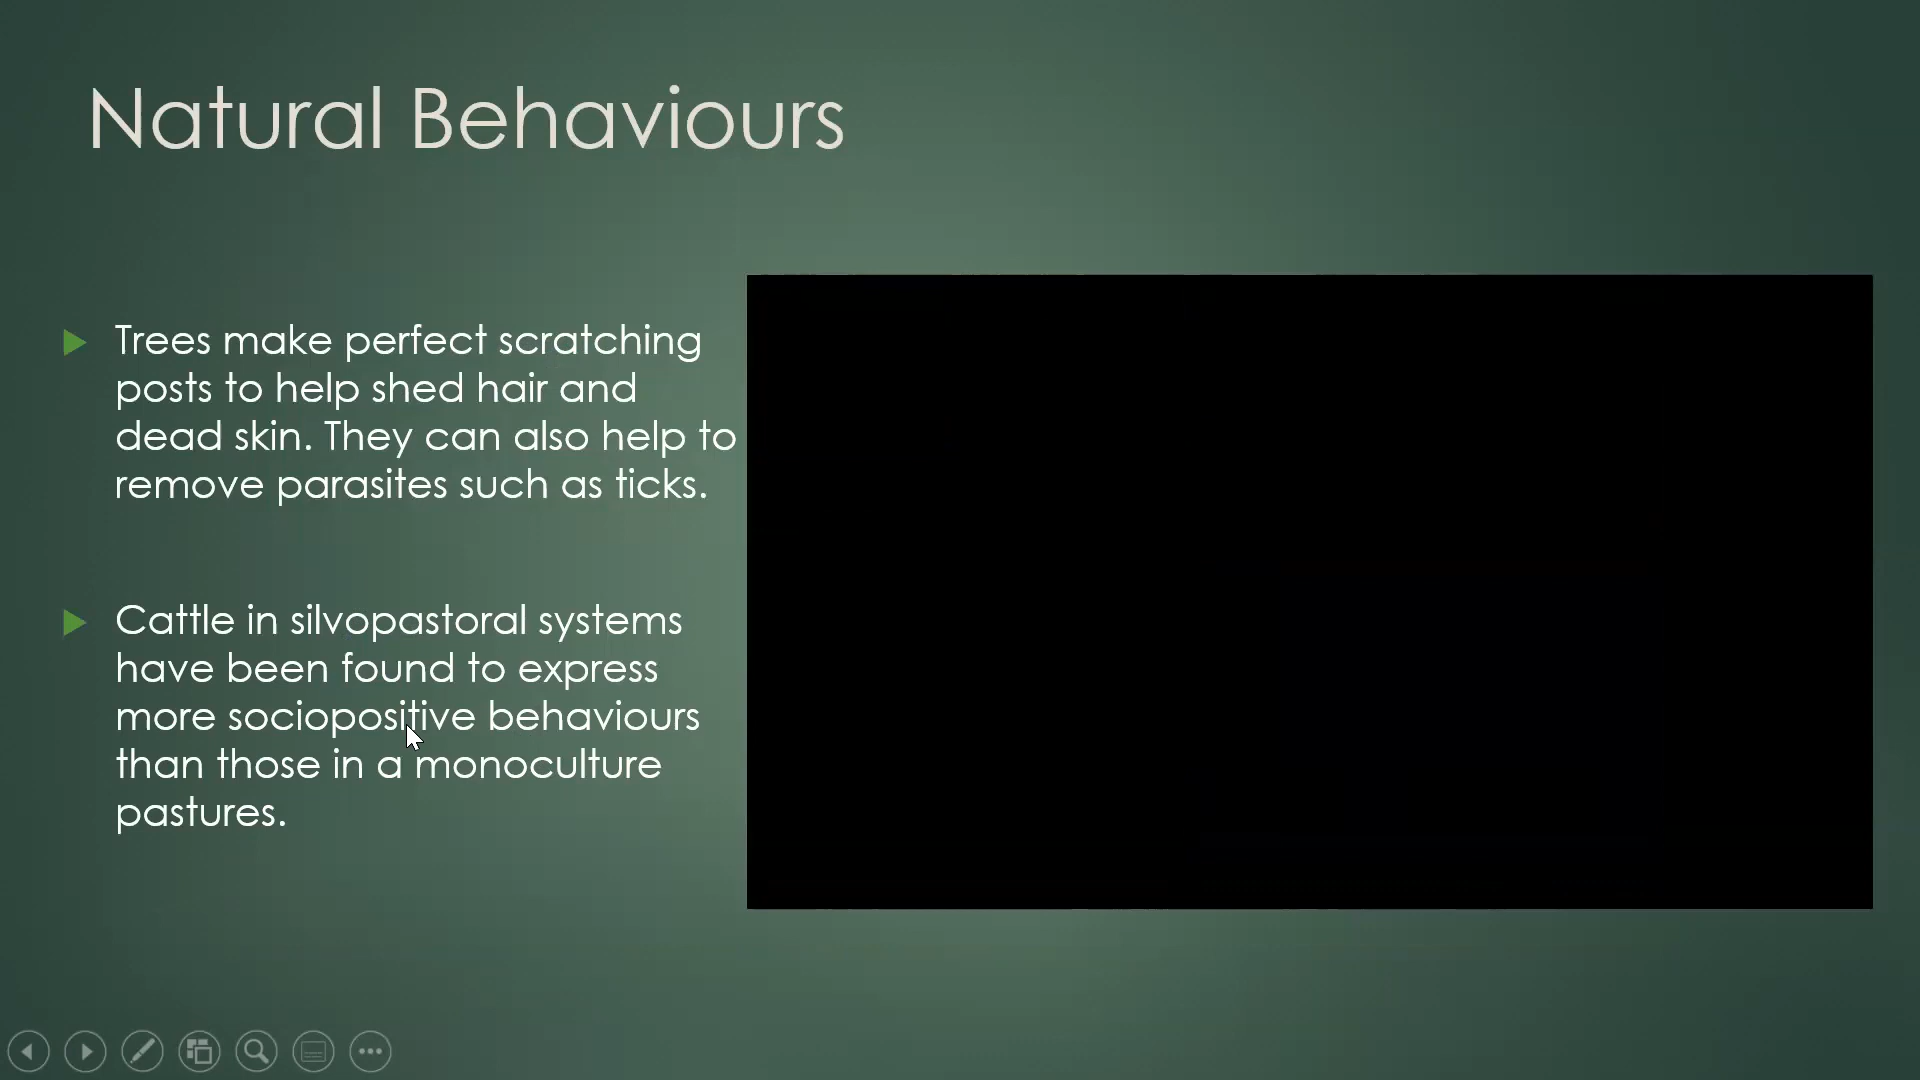 Natural Behaviours
Trees make perfect scratching
posts to help shed hair and
dead skin. They can also help to
remove parasites such as ticks.
Cattle in silvopastoral systems
have been found to express
more sociopositive behaviours
than those in a monoculture
pastures.